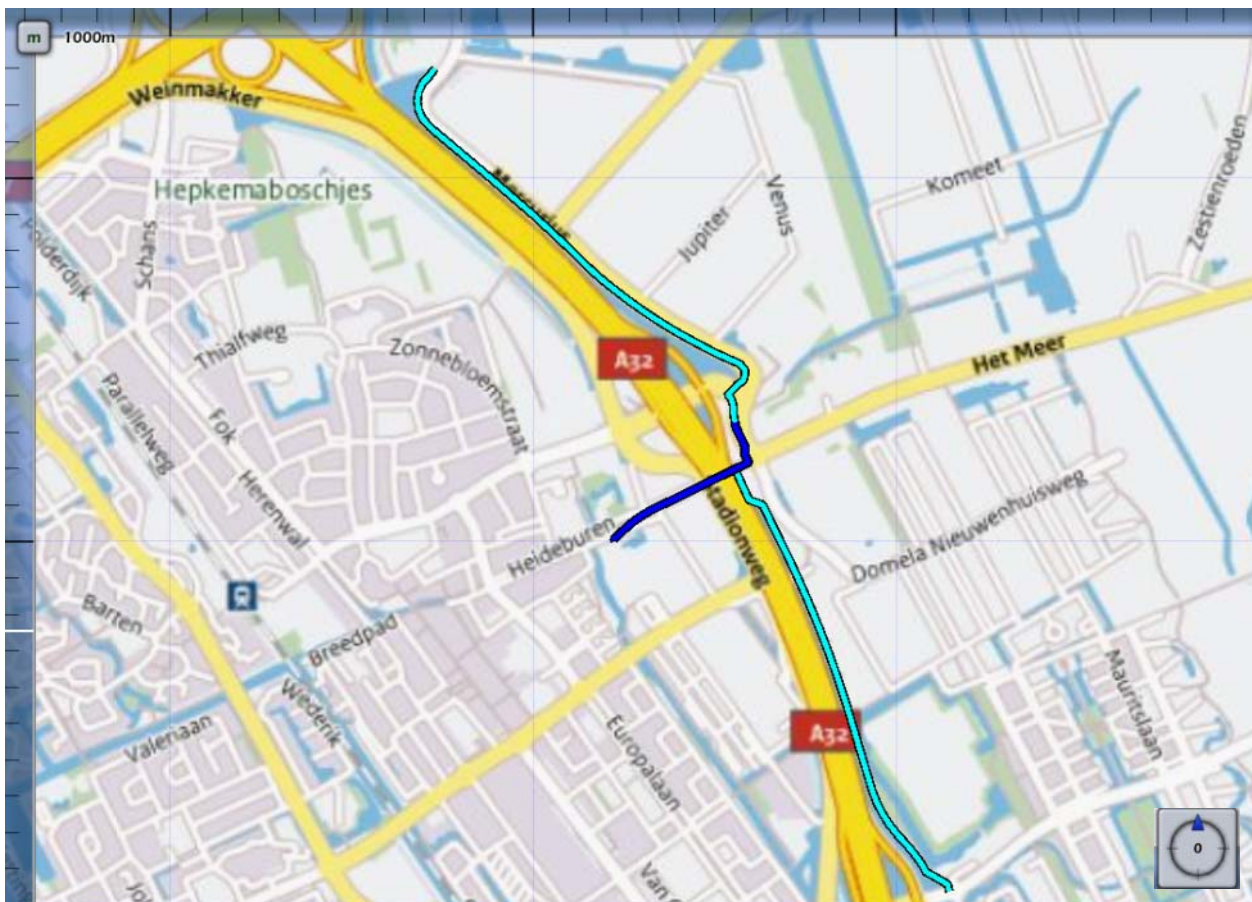 m
1000m
Weinmakker
Hepkemaboschjes
Komeet
Venus
Zestienroeden
Jupiter
Schans
Thialfweg
Zonnebloemstraat
A32
Het Meer
Parallelweg
Fok
Herenwal
Heideburen
Stadionweg
Domela Nieuwenhuisweg
Barten
Breedpad
Wederik
Valeriaan
Europalaan
A32
Mauritslaan
0